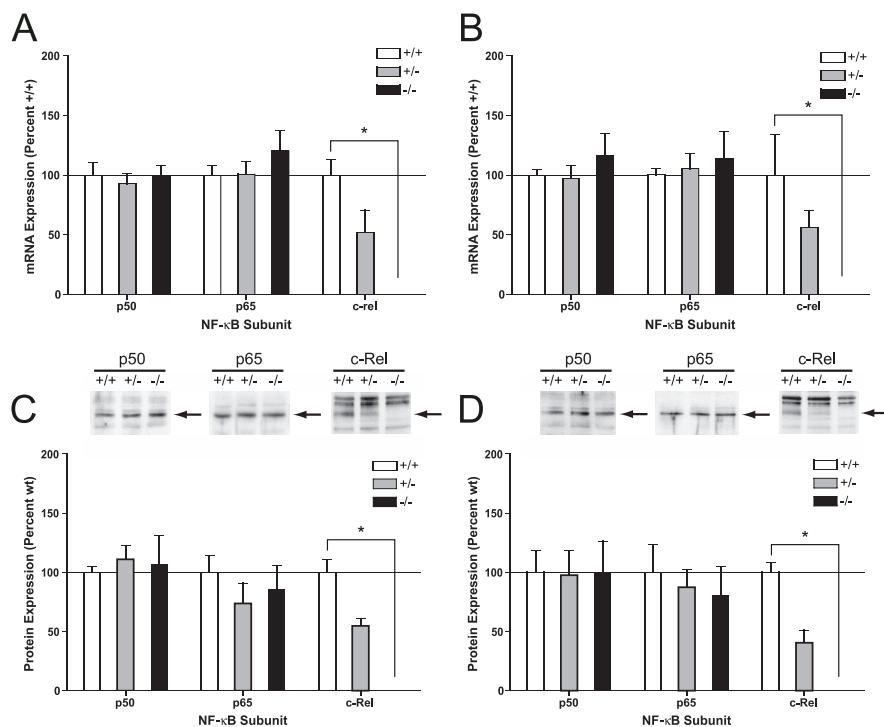 A
mRNA Expression (Percent +/+)
200
150
100
50
0
+/+
+/-
-/-
*
p50 p65 c-rel
NF-κB Subunit
B
mRNA Expression (Percent +/+)
200
150
100
50
0
+/+
+/-
-/-
*
p50 p65 c-rel
NF-κB Subunit
C
p50 p65 c-Rel
+/+ +/- -/- +/+ +/- -/- +/+ +/- -/-
Protein Expression (Percent wt)
200
150
100
50
0
+/+
+/-
-/-
*
p50 p65 c-Rel
NF-κB Subunit
D
p50 p65 c-Rel
+/+ +/- -/- +/+ +/- -/- +/+ +/- -/-
Protein Expression (Percent wt)
200
150
100
50
0
+/+
+/-
-/-
*
p50 p65 c-Rel
NF-κB Subunit